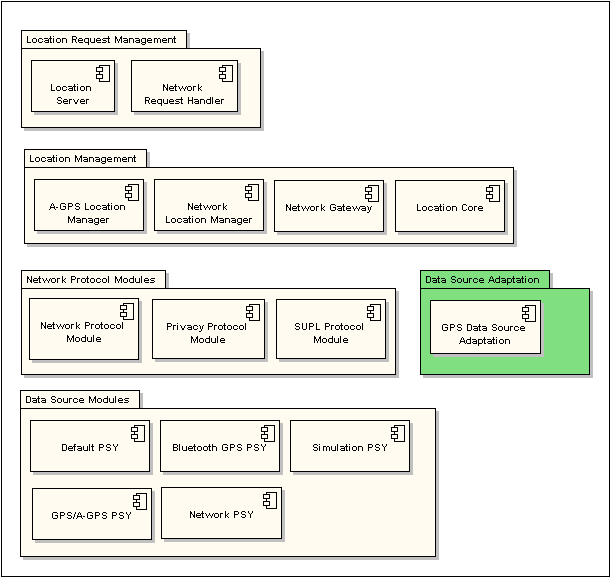 Location Request Management
Location
Server
Network
Request Handler
Location Management
A-GPS Location
Manager
Network
Location Manager
Network Gateway
Location Core
Network Protocol Modules
Network Protocol
Module
Privacy Protocol
Module
SUPL Protocol
Module
Data Source Adaptation
GPS Data Source
Adaptation
Data Source Modules
Default PSY
Bluetooth GPS PSY
Simulation PSY
GPS/A-GPS PSY
Network PSY